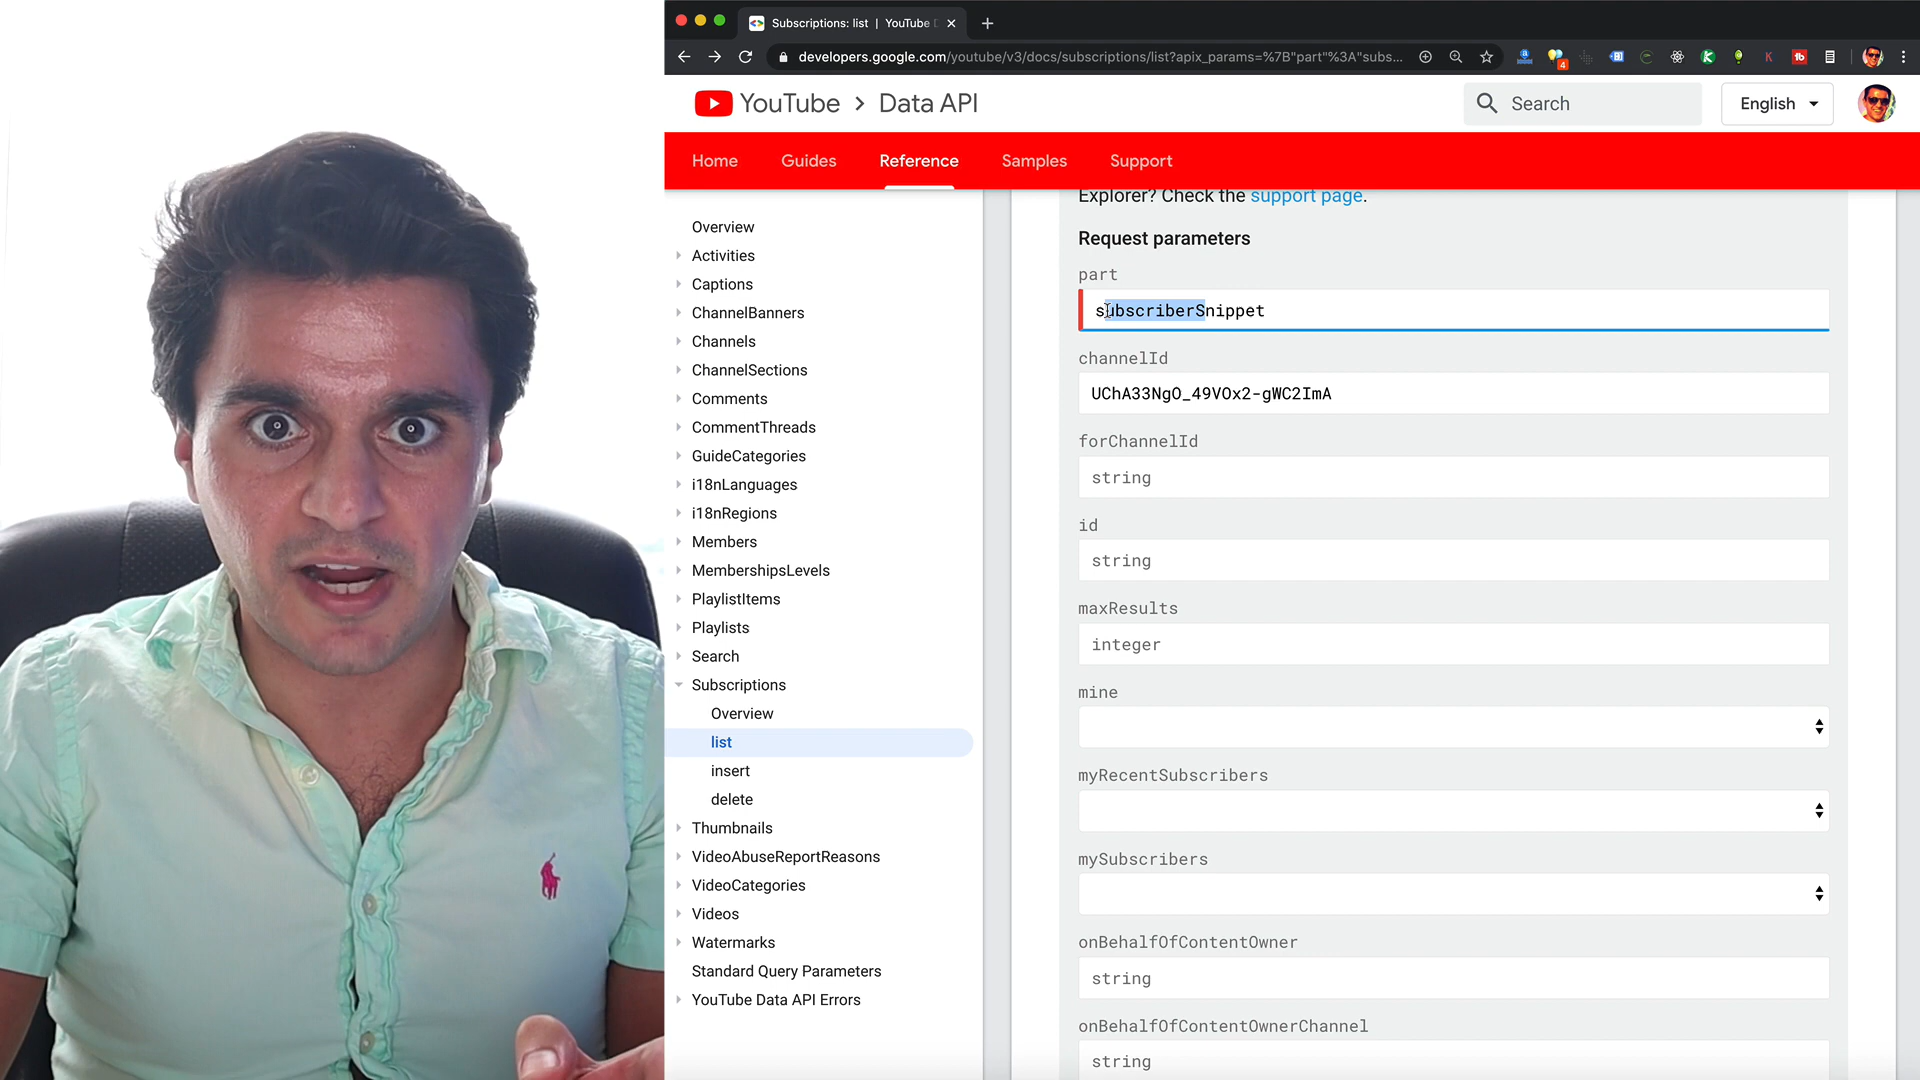 Subscriptions: list | YouTube D
developers.google.com/youtube/v3/docs/subscriptions/list?apix_params=%7B"part"%3A"subs...
4
YouTube > Data API
Search
English
Home
Guides
Reference
Samples
Support
Overview
Activities
Captions
ChannelBanners
Channels
ChannelSections
Comments
CommentThreads
GuideCategories
i18nLanguages
i18nRegions
Members
MembershipsLevels
PlaylistItems
Playlists
Search
Subscriptions
Overview
list
insert
delete
Thumbnails
VideoAbuseReportReasons
VideoCategories
Videos
Watermarks
Standard Query Parameters
YouTube Data API Errors
Explorer? Check the support page.
Request parameters
part
subscriberSnippet
channelId
UChA33NgO_49VOx2-gWC2ImA
forChannelId
string
id
string
maxResults
integer
mine
myRecentSubscribers
mySubscribers
onBehalfOfContentOwner
string
onBehalfOfContentOwnerChannel
string